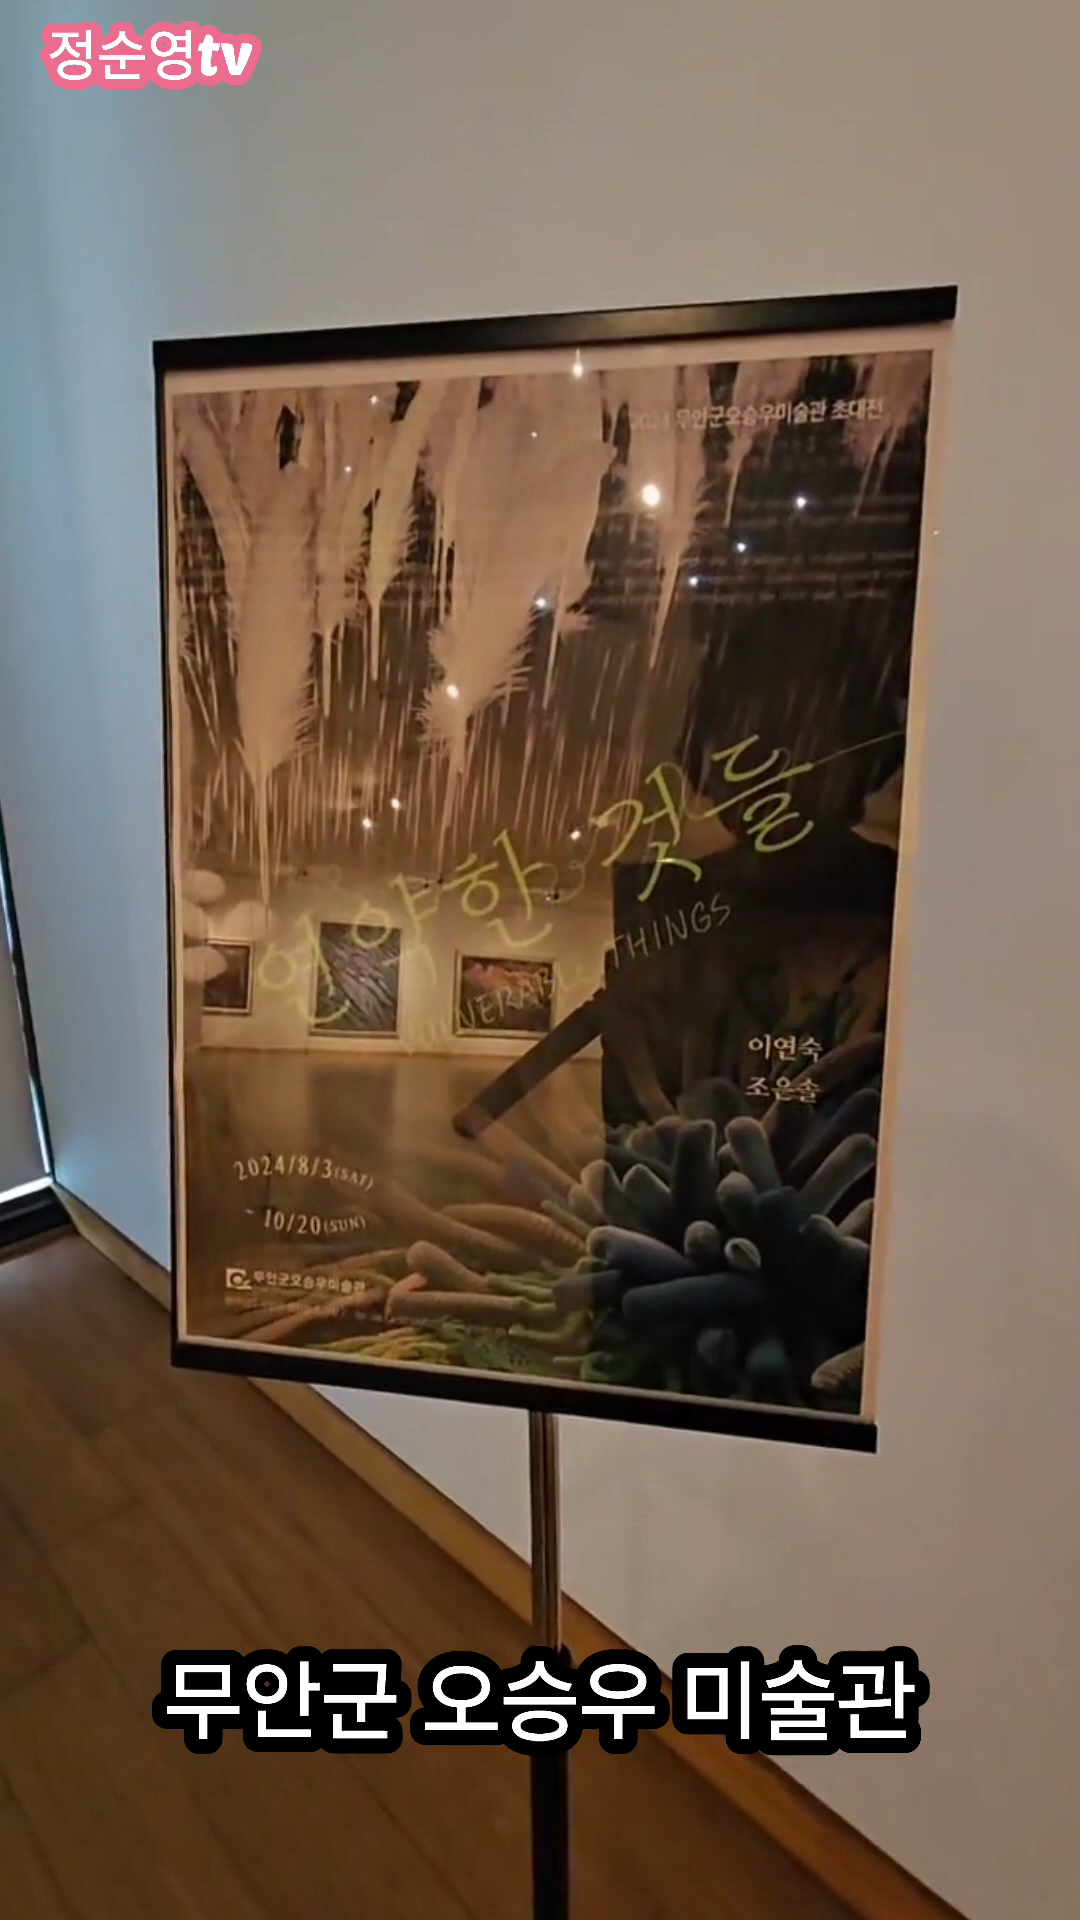 정순영tv
2024 무안군오승우미술관 초대전
연약한 것들
VULNERABLE THINGS
이연숙
조은솔
2024/8/3(SAT)
~ 10/20(SUN)
무안군오승우미술관
무안군 오승우 미술관